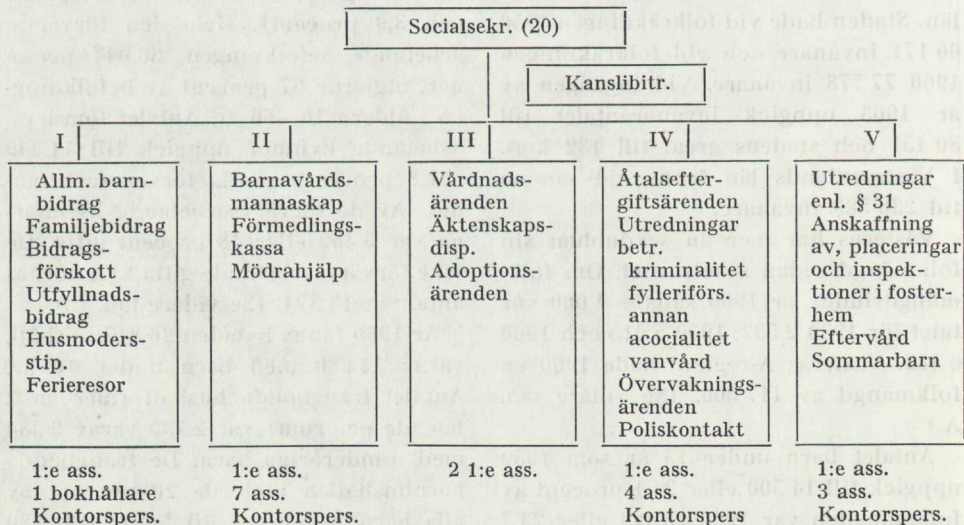 Socialsekr. (20)
Kanslibitr.
I
Allm. barn-
bidrag
Familjebidrag
Bidrags-
förskott
Utfyllnads-
bidrag
Husmoders-
stip.
Ferieresor
1:e ass.
1 bokhållare
Kontorspers.
II
Barnavårds-
mannaskap
Förmedlings-
kassa
Mödrahjälp
1:e ass.
7 ass.
Kontorspers.
III
Vårdnads-
ärenden
Äktenskaps-
disp.
Adoptions-
ärenden
2 1:e ass.
IV
Åtalsefter-
giftsärenden
Utredningar
betr.
kriminalitet
fylleriförs.
annan
acocialitet
vanvård
Övervaknings-
ärenden
Poliskontakt
1:e ass.
4 ass.
Kontorspers.
V
Utredningar
enl. § 31
Anskaffning
av, placeringar
och inspek-
tioner i foster-
hem
Eftervård
Sommarbarn
1:e ass.
3 ass.
Kontorspers.